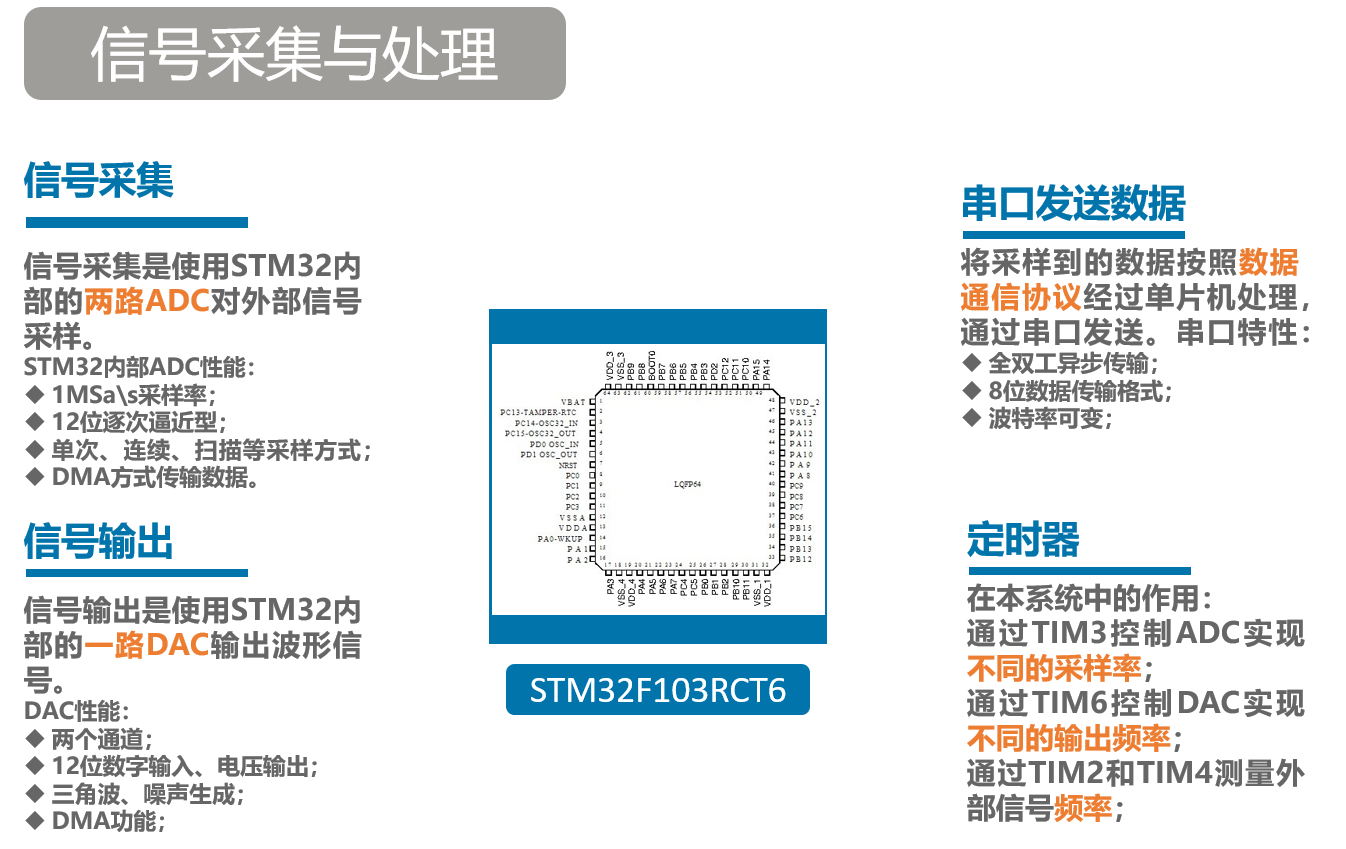 信号采集与处理
信号采集
信号采集是使用STM32内
部的两路ADC对外部信号
采样。
STM32内部ADC性能：
◆ 1MSa\s采样率；
◆ 12位逐次逼近型；
◆ 单次、连续、扫描等采样方式；
◆ DMA方式传输数据。
信号输出
信号输出是使用STM32内
部的一路DAC输出波形信
号。
DAC性能：
◆ 两个通道；
◆ 12位数字输入、电压输出；
◆ 三角波、噪声生成；
◆ DMA功能；
VDD_3
VSS_3
PB9
PB8
BOOT0
PB7
PB6
PB5
PB4
PB3
PD2
PC12
PC11
PC10
PA15
PA14
64 63 62 61 60 59 58 57 56 55 54 53 52 51 50 49
VBAT 1
PC13-TAMPER-RTC 2
PC14-OSC32_IN 3
PC15-OSC32_OUT 4
PD0 OSC_IN 5
PD1 OSC_OUT 6
NRST 7
PC0 8
PC1 9
PC2 10
PC3 11
VSSA 12
VDDA 13
PA0-WKUP 14
PA1 15
PA2 16
LQFP64
48 VDD_2
47 VSS_2
46 PA13
45 PA12
44 PA11
43 PA10
42 PA9
41 PA8
40 PC9
39 PC8
38 PC7
37 PC6
36 PB15
35 PB14
34 PB13
33 PB12
17 18 19 20 21 22 23 24 25 26 27 28 29 30 31 32
PA3
VSS_4
VDD_4
PA4
PA5
PA6
PA7
PC4
PC5
PB0
PB1
PB2
PB10
PB11
VSS_1
VDD_1
STM32F103RCT6
串口发送数据
将采样到的数据按照数据
通信协议经过单片机处理，
通过串口发送。串口特性：
◆ 全双工异步传输；
◆ 8位数据传输格式；
◆ 波特率可变；
定时器
在本系统中的作用：
通过TIM3控制ADC实现
不同的采样率；
通过TIM6控制DAC实现
不同的输出频率；
通过TIM2和TIM4测量外
部信号频率；